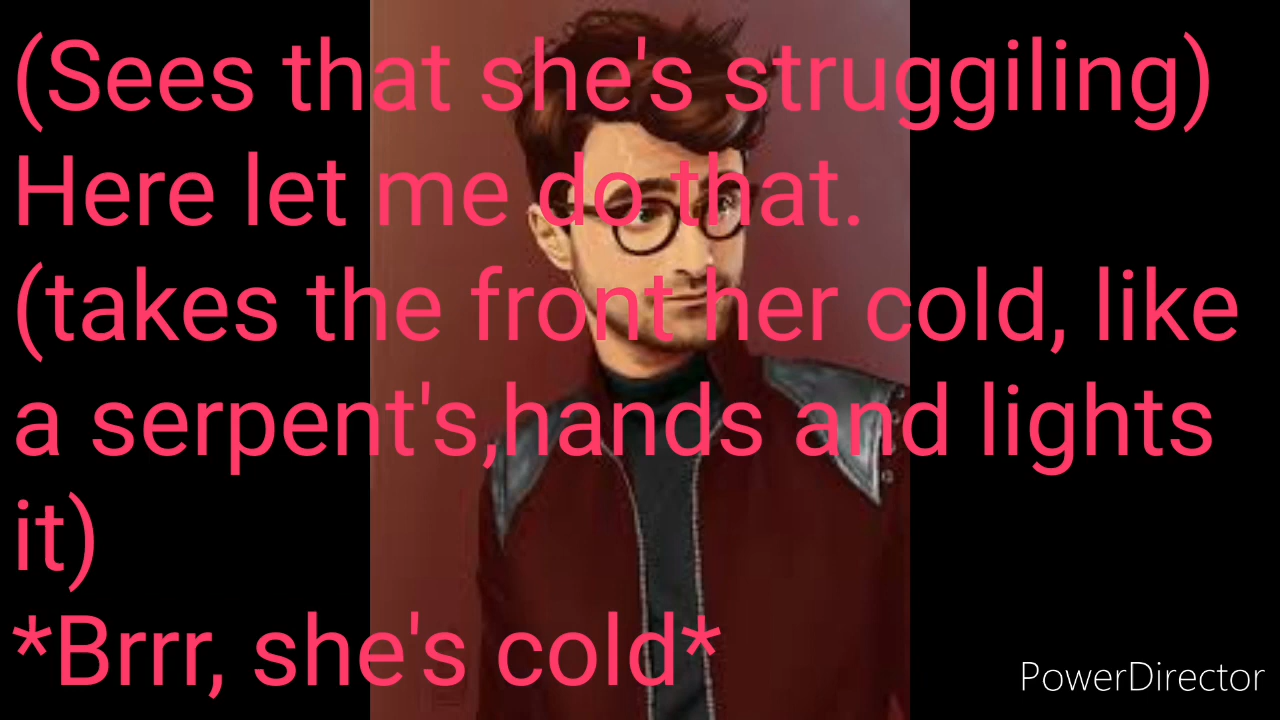 (Sees that she's struggiling)
Here let me do that.
(takes the front her cold, like
a serpent's,hands and lights
it)
*Brrr, she's cold*
PowerDirector